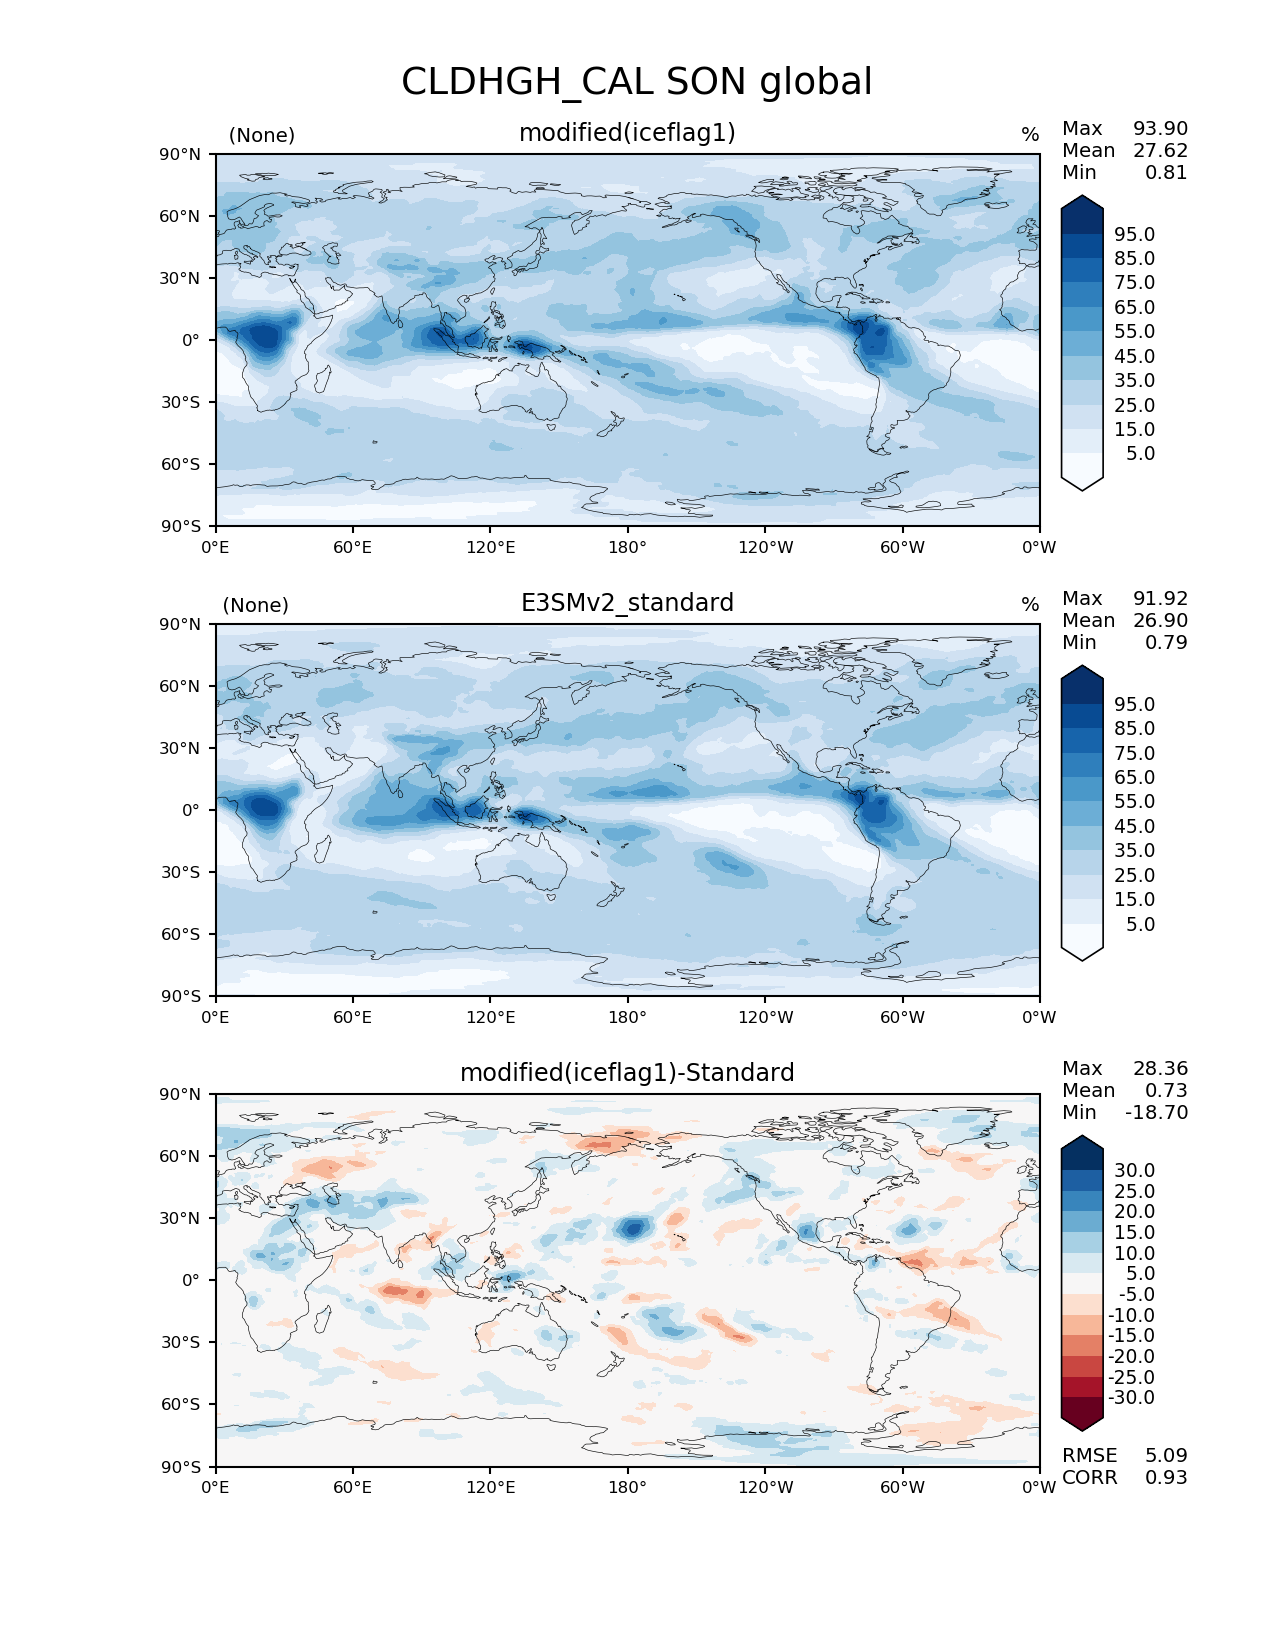 CLDHGH_CAL SON global
(None) modified(iceflag1) %
Max 93.90
Mean 27.62
Min 0.81
90°N
60°N
30°N
0°
30°S
60°S
90°S
0°E 60°E 120°E 180° 120°W 60°W 0°W
95.0
85.0
75.0
65.0
55.0
45.0
35.0
25.0
15.0
5.0
(None) E3SMv2_standard %
Max 91.92
Mean 26.90
Min 0.79
90°N
60°N
30°N
0°
30°S
60°S
90°S
0°E 60°E 120°E 180° 120°W 60°W 0°W
95.0
85.0
75.0
65.0
55.0
45.0
35.0
25.0
15.0
5.0
modified(iceflag1)-Standard
Max 28.36
Mean 0.73
Min -18.70
90°N
60°N
30°N
0°
30°S
60°S
90°S
0°E 60°E 120°E 180° 120°W 60°W 0°W
30.0
25.0
20.0
15.0
10.0
5.0
-5.0
-10.0
-15.0
-20.0
-25.0
-30.0
RMSE 5.09
CORR 0.93